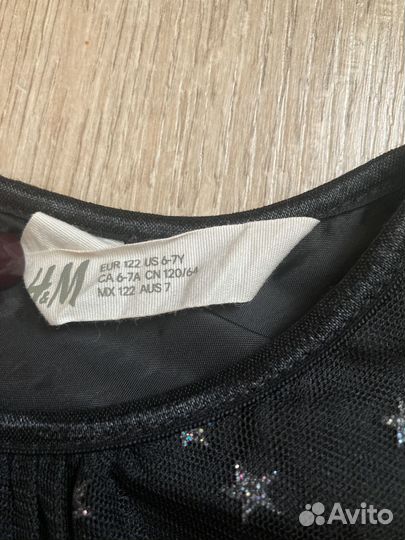 H&M
EUR 122 US 6-7Y
CA 6-7A CN 120/64
MX 122 AUS 7
Avito